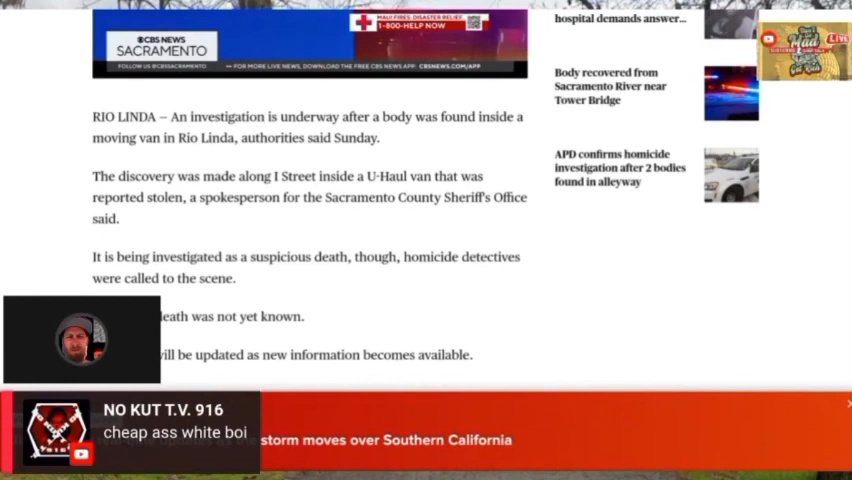 MAUI FIRES. DISASTER RELIEF
1-800-HELP NOW
CBS NEWS
SACRAMENTO
FOLLOW US @CBSSACRAMENTO
FOR MORE LIVE NEWS, DOWNLOAD THE FREE CBS NEWS APP: CBSNEWS.COM/APP
RIO LINDA – An investigation is underway after a body was found inside a
moving van in Rio Linda, authorities said Sunday.
The discovery was made along I Street inside a U-Haul van that was
reported stolen, a spokesperson for the Sacramento County Sheriff's Office
said.
It is being investigated as a suspicious death, though, homicide detectives
were called to the scene.
death was not yet known.
will be updated as new information becomes available.
hospital demands answer...
Body recovered from
Sacramento River near
Tower Bridge
APD confirms homicide
investigation after 2 bodies
found in alleyway
LIVE
NO KUT T.V. 916
cheap ass white boi
storm moves over Southern California